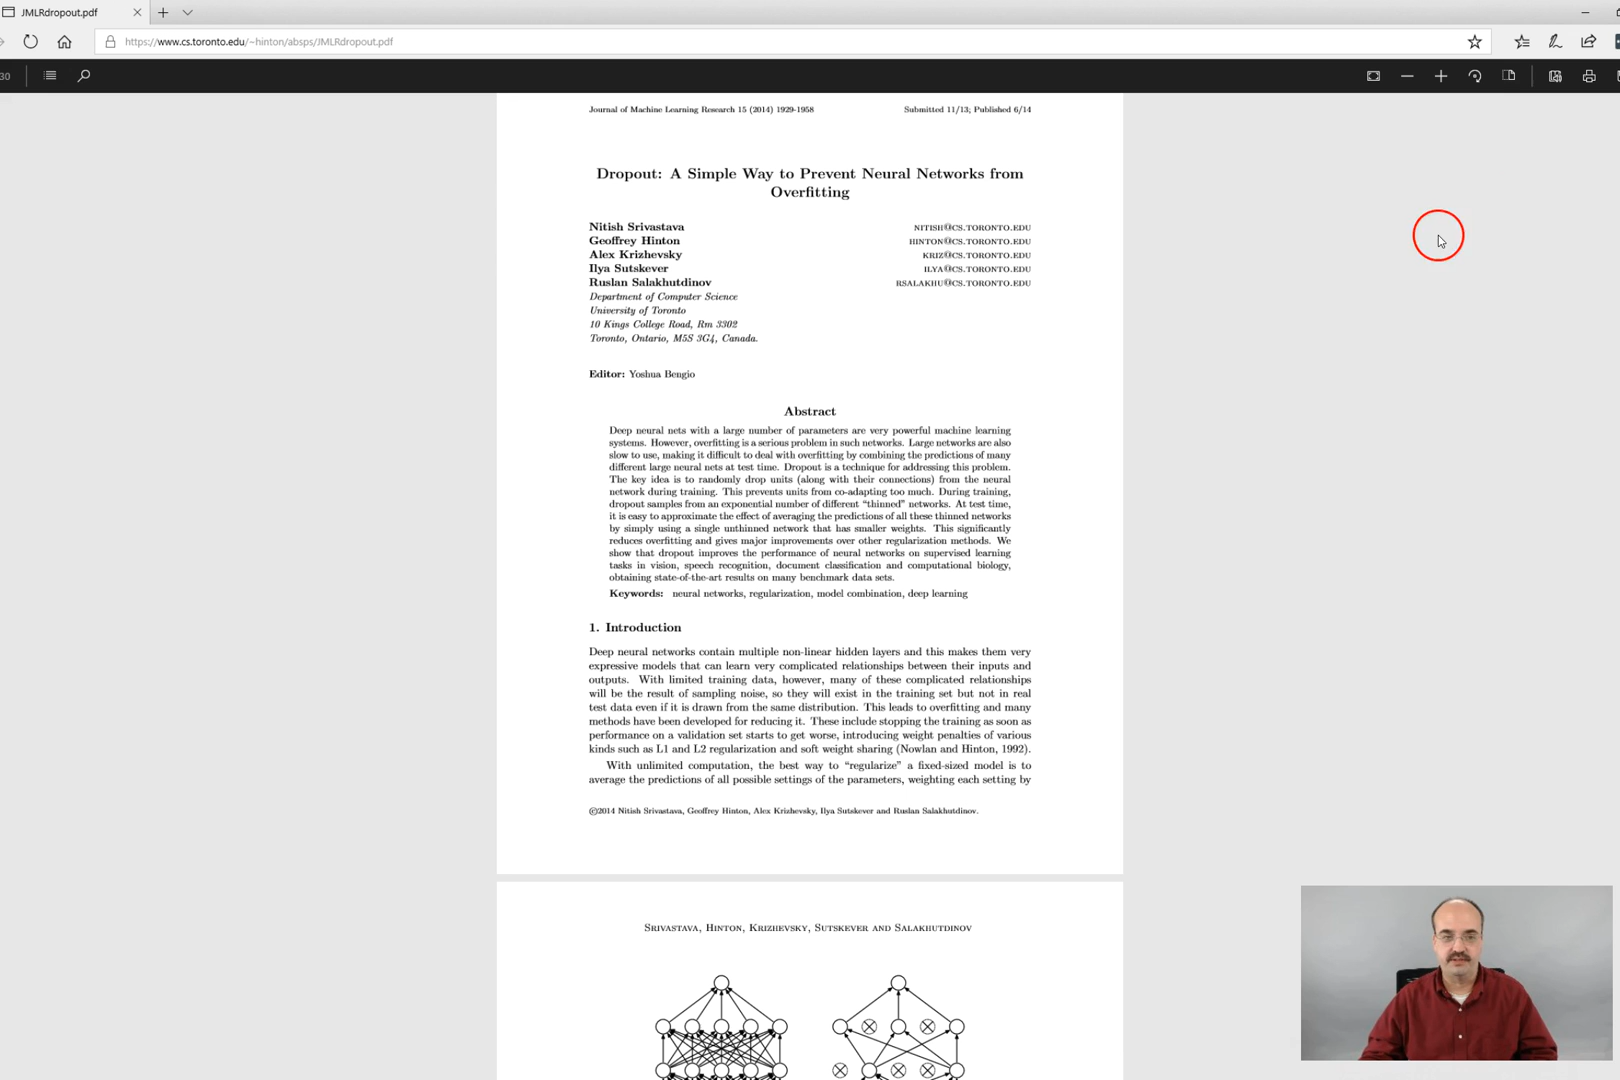 JMLRdropout.pdf
https://www.cs.toronto.edu/~hinton/absps/JMLRdropout.pdf
30
Journal of Machine Learning Research 15 (2014) 1929-1958 Submitted 11/13; Published 6/14
Dropout: A Simple Way to Prevent Neural Networks from
Overfitting
Nitish Srivastava NITISH@CS.TORONTO.EDU
Geoffrey Hinton HINTON@CS.TORONTO.EDU
Alex Krizhevsky KRIZ@CS.TORONTO.EDU
Ilya Sutskever ILYA@CS.TORONTO.EDU
Ruslan Salakhutdinov RSALAKHU@CS.TORONTO.EDU
Department of Computer Science
University of Toronto
10 Kings College Road, Rm 3302
Toronto, Ontario, M5S 3G4, Canada.
Editor: Yoshua Bengio
Abstract
Deep neural nets with a large number of parameters are very powerful machine learning
systems. However, overfitting is a serious problem in such networks. Large networks are also
slow to use, making it difficult to deal with overfitting by combining the predictions of many
different large neural nets at test time. Dropout is a technique for addressing this problem.
The key idea is to randomly drop units (along with their connections) from the neural
network during training. This prevents units from co-adapting too much. During training,
dropout samples from an exponential number of different “thinned” networks. At test time,
it is easy to approximate the effect of averaging the predictions of all these thinned networks
by simply using a single unthinned network that has smaller weights. This significantly
reduces overfitting and gives major improvements over other regularization methods. We
show that dropout improves the performance of neural networks on supervised learning
tasks in vision, speech recognition, document classification and computational biology,
obtaining state-of-the-art results on many benchmark data sets.
Keywords: neural networks, regularization, model combination, deep learning
1. Introduction
Deep neural networks contain multiple non-linear hidden layers and this makes them very
expressive models that can learn very complicated relationships between their inputs and
outputs. With limited training data, however, many of these complicated relationships
will be the result of sampling noise, so they will exist in the training set but not in real
test data even if it is drawn from the same distribution. This leads to overfitting and many
methods have been developed for reducing it. These include stopping the training as soon as
performance on a validation set starts to get worse, introducing weight penalties of various
kinds such as L1 and L2 regularization and soft weight sharing (Nowlan and Hinton, 1992).
With unlimited computation, the best way to “regularize” a fixed-sized model is to
average the predictions of all possible settings of the parameters, weighting each setting by
©2014 Nitish Srivastava, Geoffrey Hinton, Alex Krizhevsky, Ilya Sutskever and Ruslan Salakhutdinov.
SRIVASTAVA, HINTON, KRIZHEVSKY, SUTSKEVER AND SALAKHUTDINOV